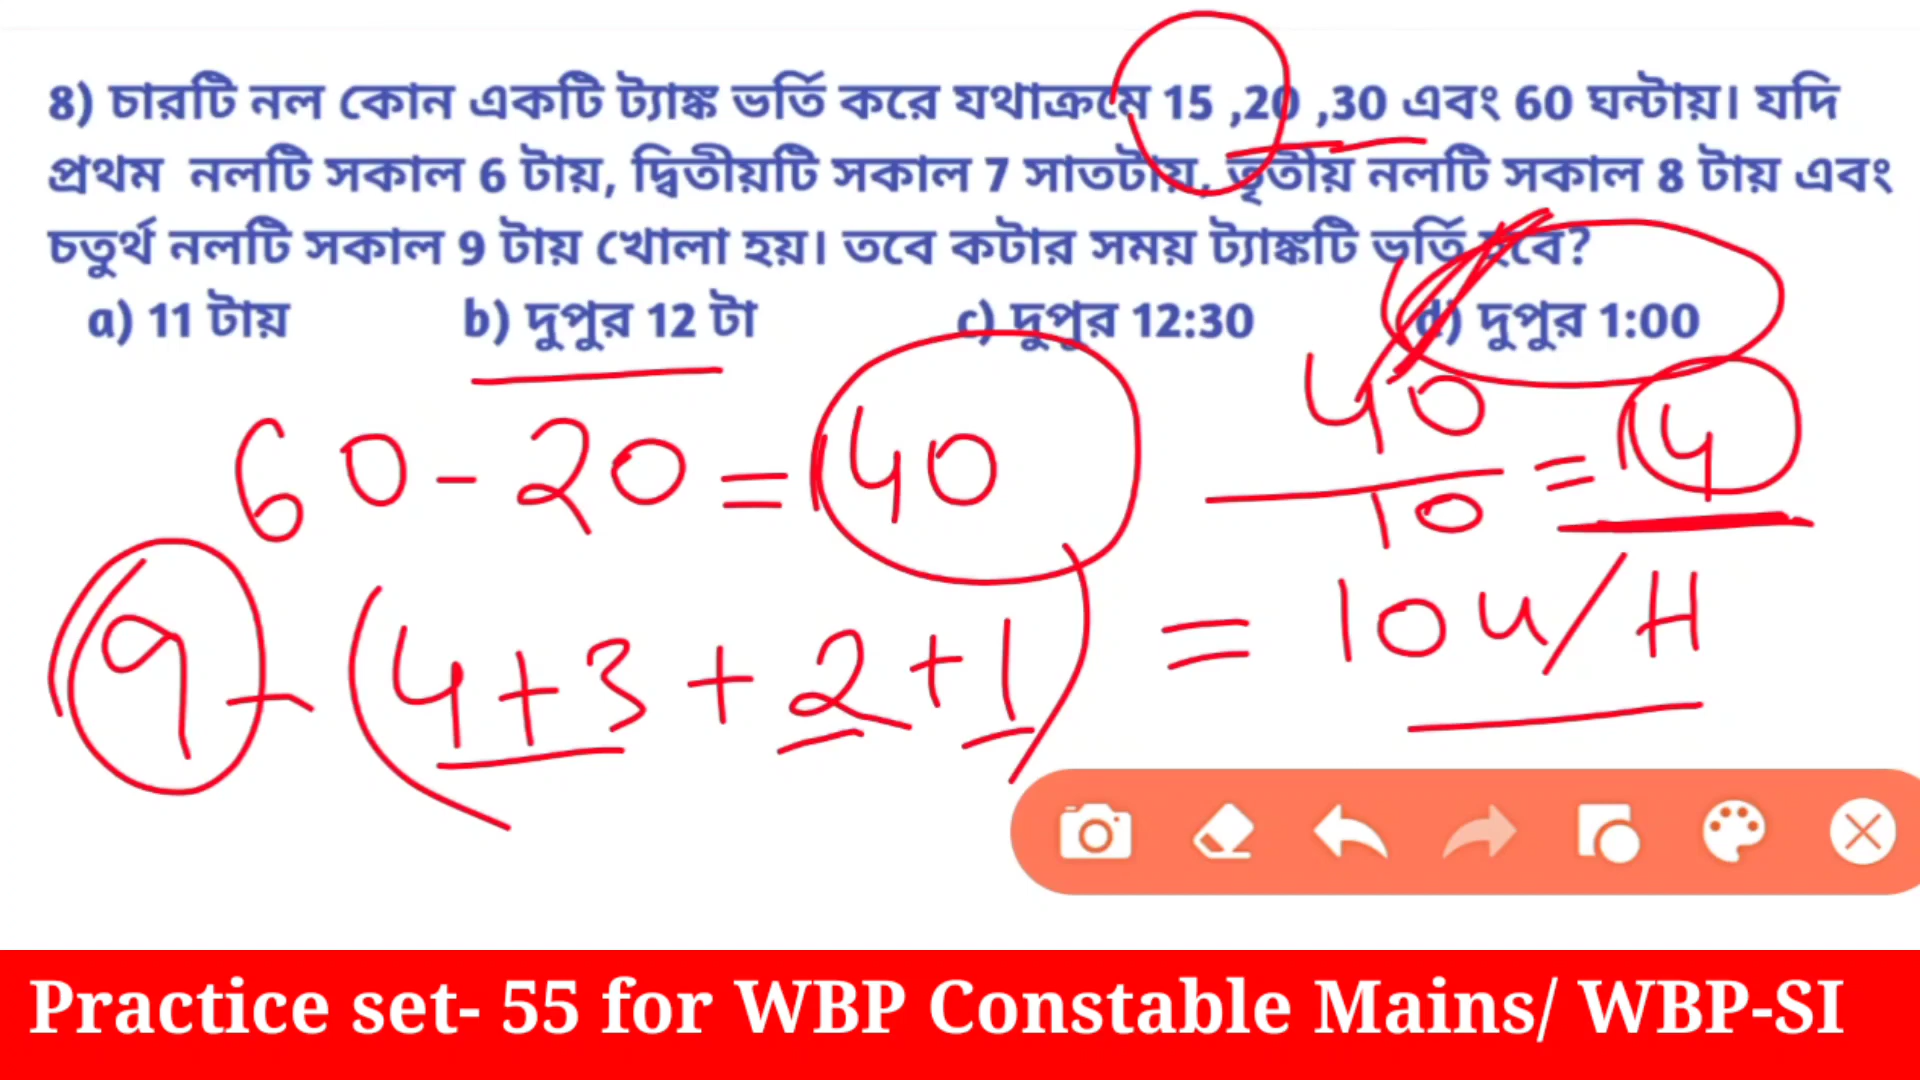 8) চারটি নল কোন একটি ট্যাঙ্ক ভর্তি করে যথাক্রমে 15 ,20 ,30 এবং 60 ঘন্টায়। যদি
প্রথম নলটি সকাল 6 টায়, দ্বিতীয়টি সকাল 7 সাতটায়, তৃতীয় নলটি সকাল 8 টায় এবং
চতুর্থ নলটি সকাল 9 টায় খোলা হয়। তবে কটার সময় ট্যাঙ্কটি ভর্তি হবে?
a) 11 টায় b) দুপুর 12 টা c) দুপুর 12:30 d) দুপুর 1:00
60 - 20 = 40
40
10
= 4
9 - (4 + 3 + 2 + 1) = 10 u/H
Practice set- 55 for WBP Constable Mains/ WBP-SI